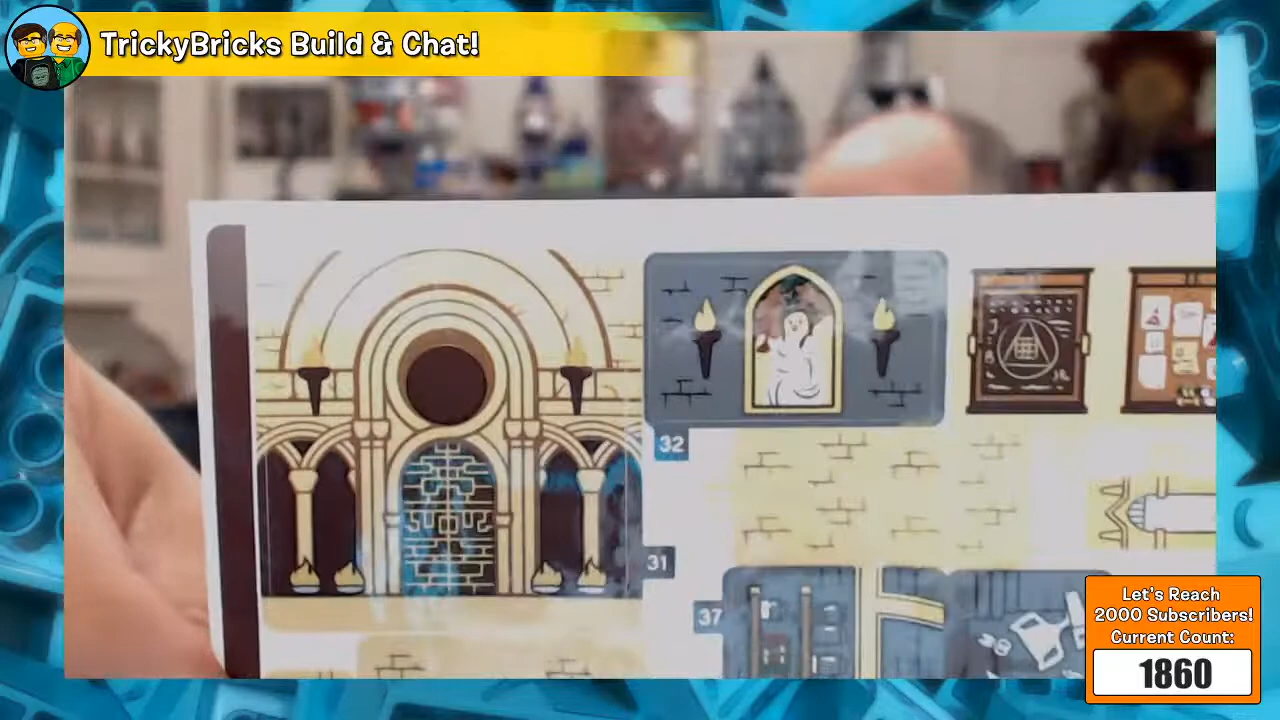 TrickyBricks Build & Chat!
32
31
37
Let's Reach
2000 Subscribers!
Current Count:
1860